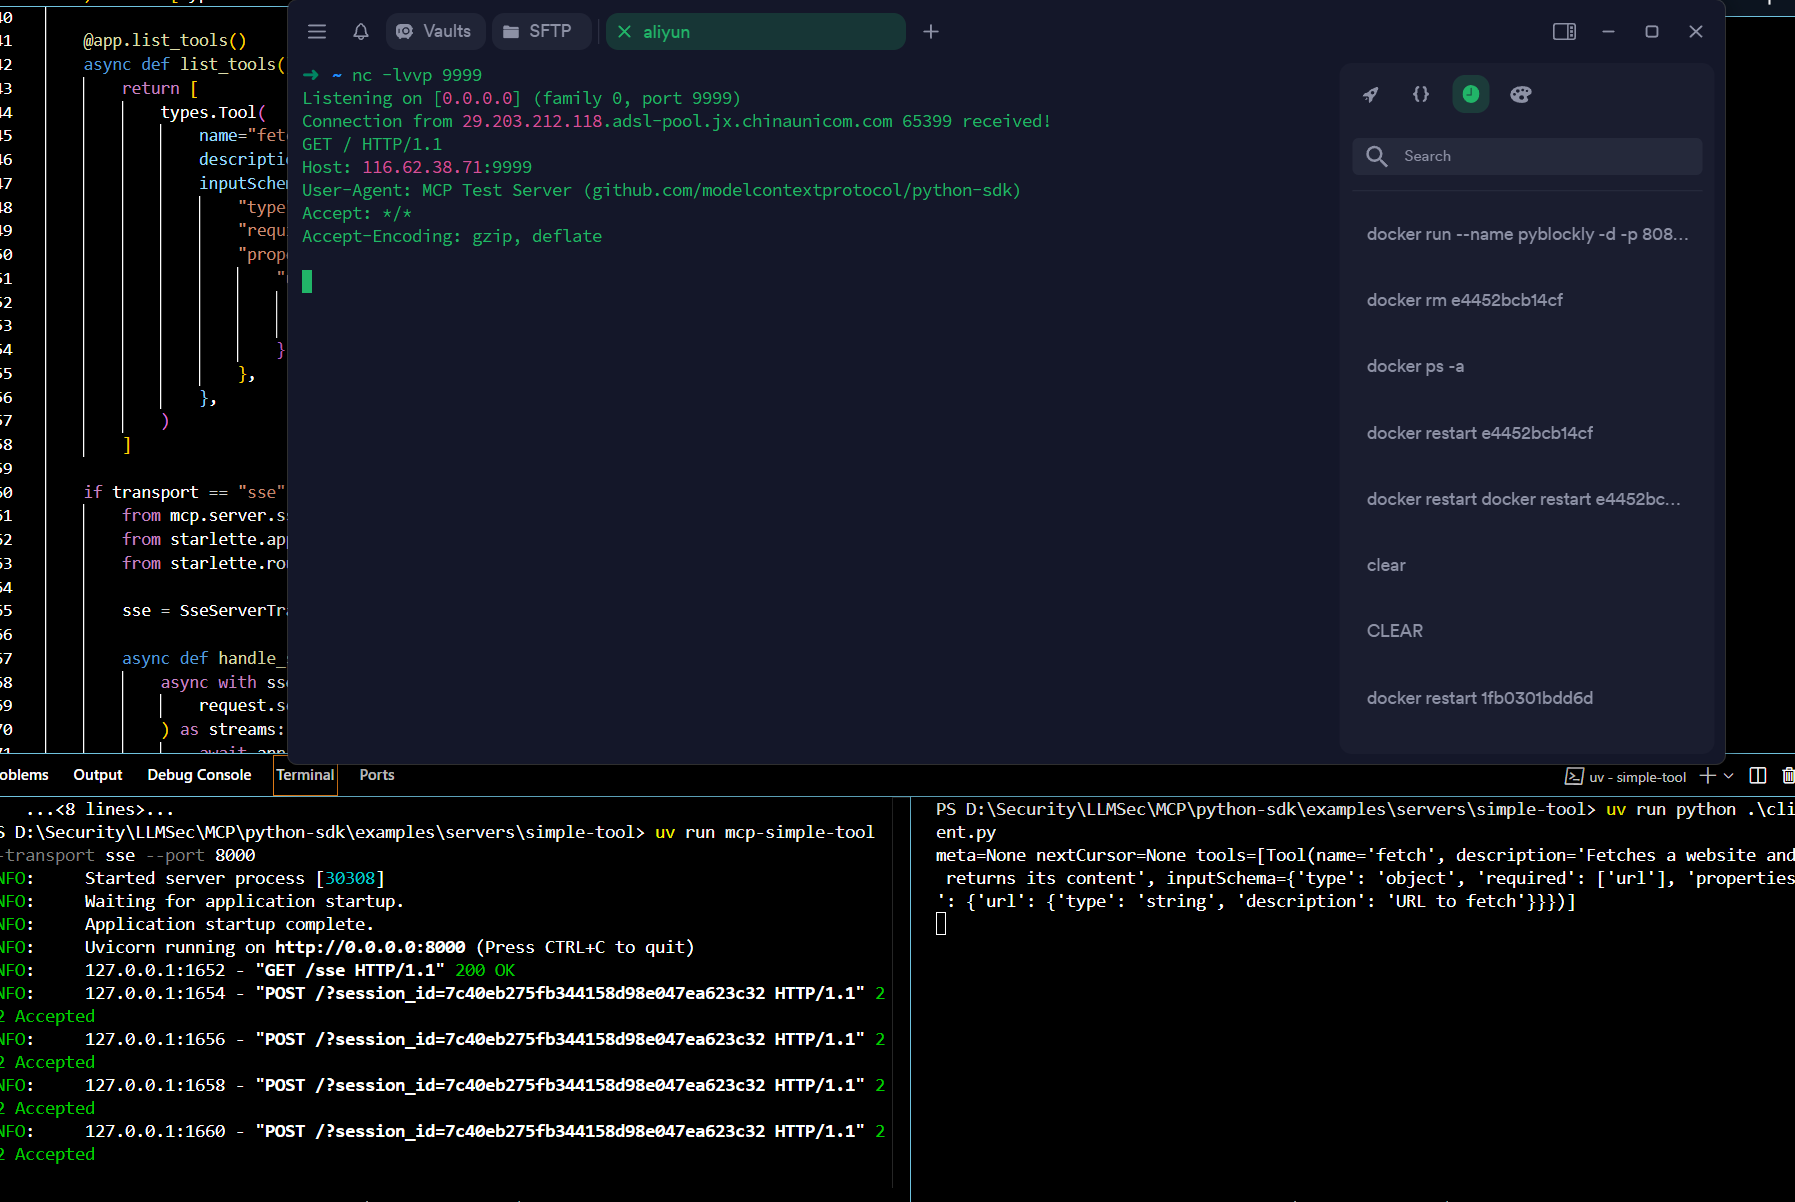 Vaults
SFTP
aliyun
→ ~ nc -lvvp 9999
Listening on [0.0.0.0] (family 0, port 9999)
Connection from 29.203.212.118.adsl-pool.jx.chinaunicom.com 65399 received!
GET / HTTP/1.1
Host: 116.62.38.71:9999
User-Agent: MCP Test Server (github.com/modelcontextprotocol/python-sdk)
Accept: */*
Accept-Encoding: gzip, deflate
Search
docker run --name pyblockly -d -p 808...
docker rm e4452bcb14cf
docker ps -a
docker restart e4452bcb14cf
docker restart docker restart e4452bc...
clear
CLEAR
docker restart 1fb0301bdd6d
40
41 @app.list_tools()
42 async def list_tools(
43 return [
44 types.Tool(
45 name="fet
46 descripti
47 inputSchem
48 "type
49 "requ
50 "prop
51 "
52
53
54 }
55 },
56 },
57 )
58 ]
59
60 if transport == "sse"
61 from mcp.server.s
62 from starlette.ap
63 from starlette.ro
64
65 sse = SseServerTr
66
67 async def handle_
68 async with ss
69 request.s
70 ) as streams:
71 await app
oblems Output Debug Console Terminal Ports
uv - simple-tool
...<8 lines>...
S D:\Security\LLMSec\MCP\python-sdk\examples\servers\simple-tool> uv run mcp-simple-tool
-transport sse --port 8000
NFO: Started server process [30308]
NFO: Waiting for application startup.
NFO: Application startup complete.
NFO: Uvicorn running on http://0.0.0.0:8000 (Press CTRL+C to quit)
NFO: 127.0.0.1:1652 - "GET /sse HTTP/1.1" 200 OK
NFO: 127.0.0.1:1654 - "POST /?session_id=7c40eb275fb344158d98e047ea623c32 HTTP/1.1" 2
2 Accepted
NFO: 127.0.0.1:1656 - "POST /?session_id=7c40eb275fb344158d98e047ea623c32 HTTP/1.1" 2
2 Accepted
NFO: 127.0.0.1:1658 - "POST /?session_id=7c40eb275fb344158d98e047ea623c32 HTTP/1.1" 2
2 Accepted
NFO: 127.0.0.1:1660 - "POST /?session_id=7c40eb275fb344158d98e047ea623c32 HTTP/1.1" 2
2 Accepted
PS D:\Security\LLMSec\MCP\python-sdk\examples\servers\simple-tool> uv run python .\cli
ent.py
meta=None nextCursor=None tools=[Tool(name='fetch', description='Fetches a website and
returns its content', inputSchema={'type': 'object', 'required': ['url'], 'properties
': {'url': {'type': 'string', 'description': 'URL to fetch'}}})]